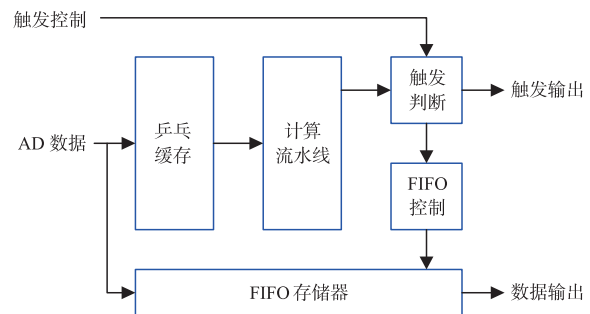 触发控制
触发
判断
触发输出
AD 数据
乒乓
缓存
计算
流水线
FIFO
控制
FIFO 存储器
数据输出